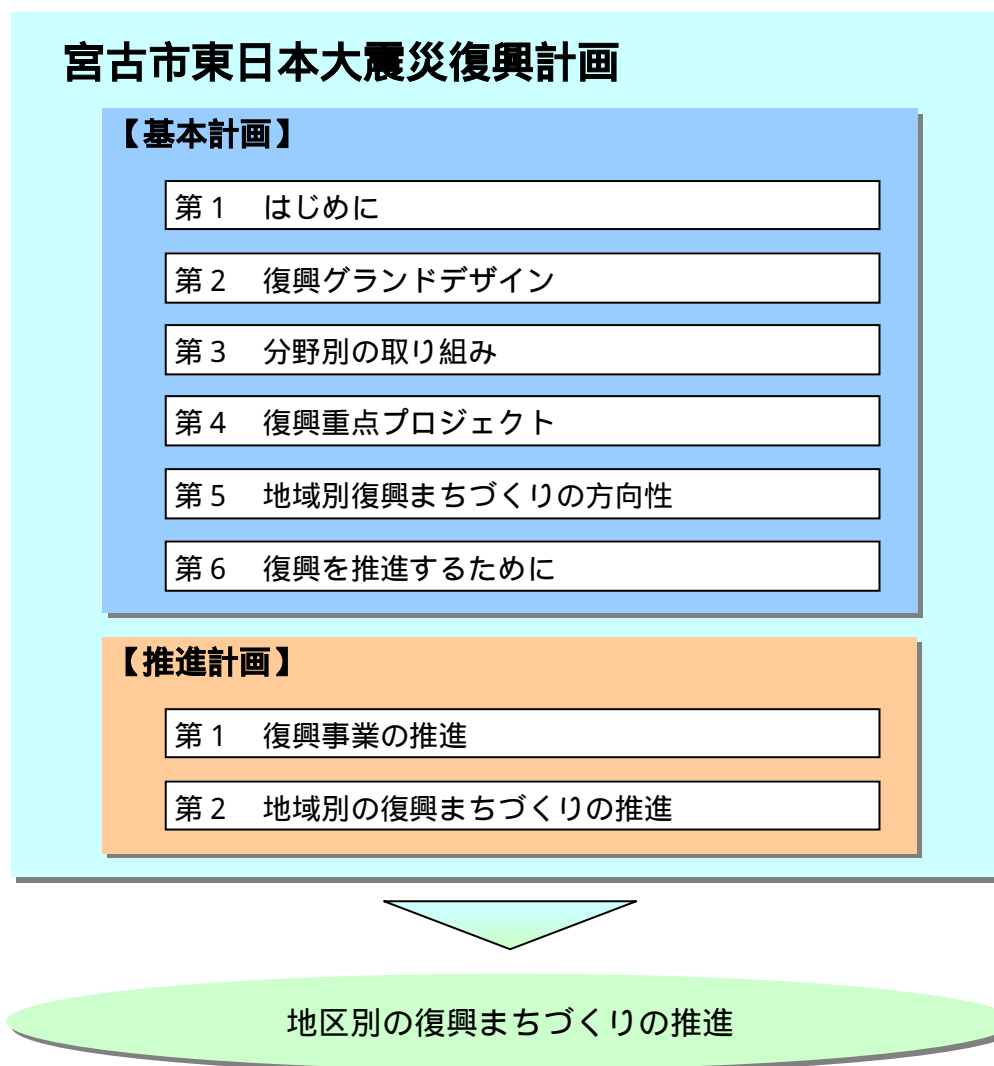 宮古市東日本大震災復興計画
【基本計画】
第1 はじめに
第2 復興グランドデザイン
第3 分野別の取り組み
第4 復興重点プロジェクト
第5 地域別復興まちづくりの方向性
第6 復興を推進するために
【推進計画】
第1 復興事業の推進
第2 地域別の復興まちづくりの推進
地区別の復興まちづくりの推進